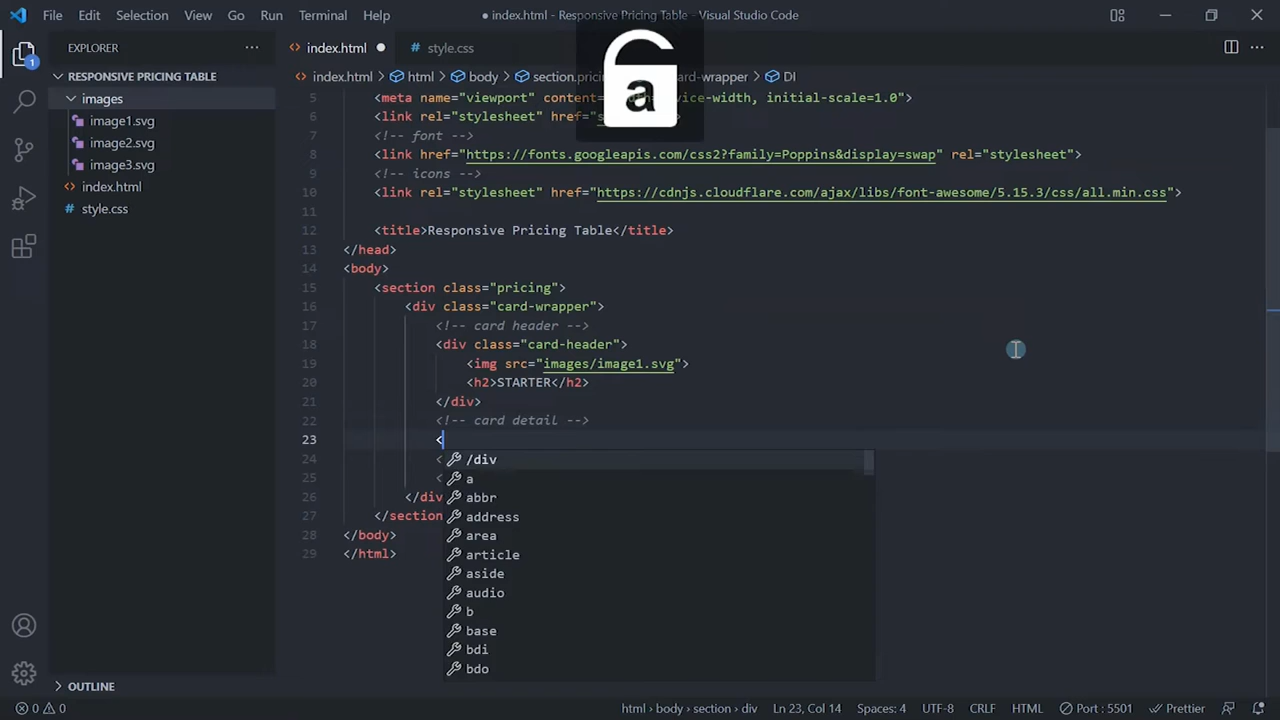 File Edit Selection View Go Run Terminal Help
● index.html - Responsive Pricing Table - Visual Studio Code
EXPLORER
index.html
# style.css
RESPONSIVE PRICING TABLE
images
image1.svg
image2.svg
image3.svg
<> index.html
# style.css
OUTLINE
<> index.html > html > body > section.pricing card-wrapper > DI
a
5 <meta name="viewport" content= initial-scale=1.0">
6 <link rel="stylesheet" href=
7 <!-- font -->
8 <link href="https://fonts.googleapis.com/css2?family=Poppins&display=swap" rel="stylesheet">
9 <!-- icons -->
10 <link rel="stylesheet" href="https://cdnjs.cloudflare.com/ajax/libs/font-awesome/5.15.3/css/all.min.css">
11
12 <title>Responsive Pricing Table</title>
13 </head>
14 <body>
15 <section class="pricing">
16 <div class="card-wrapper">
17 <!-- card header -->
18 <div class="card-header">
19 <img src="images/image1.svg">
20 <h2>STARTER</h2>
21 </div>
22 <!-- card detail -->
23 <
24 <
25 <
26 </div
27 </section
28 </body>
29 </html>
/div
a
abbr
address
area
article
aside
audio
b
base
bdi
bdo
1
0 0
html > body > section > div Ln 23, Col 14 Spaces: 4 UTF-8 CRLF HTML Port : 5501 Prettier